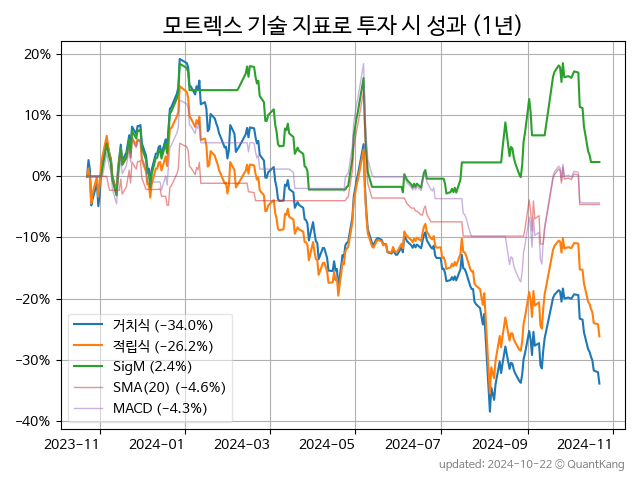 모트렉스 기술 지표로 투자 시 성과 (1년)
20%
10%
0%
−10%
−20%
−30%
−40%
거치식 (−34.0%)
적립식 (−26.2%)
SigM (2.4%)
SMA(20) (−4.6%)
MACD (−4.3%)
2023−11 2024−01 2024−03 2024−05 2024−07 2024−09 2024−11
updated: 2024-10-22 © QuantKang